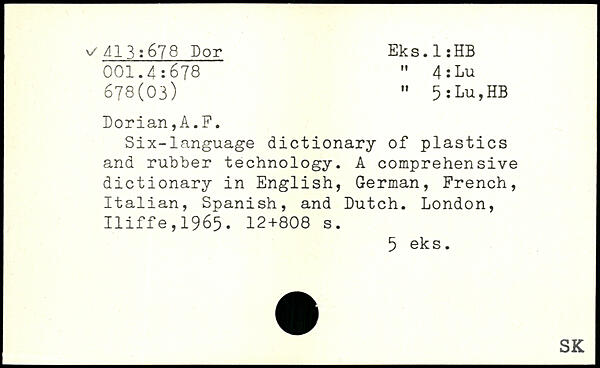 ✓ 413:678 Dor Eks.1:HB
001.4:678 " 4:Lu
678(03) " 5:Lu,HB
Dorian,A.F.
Six-language dictionary of plastics
and rubber technology. A comprehensive
dictionary in English, German, French,
Italian, Spanish, and Dutch. London,
Iliffe,1965. 12+808 s.
5 eks.
SK